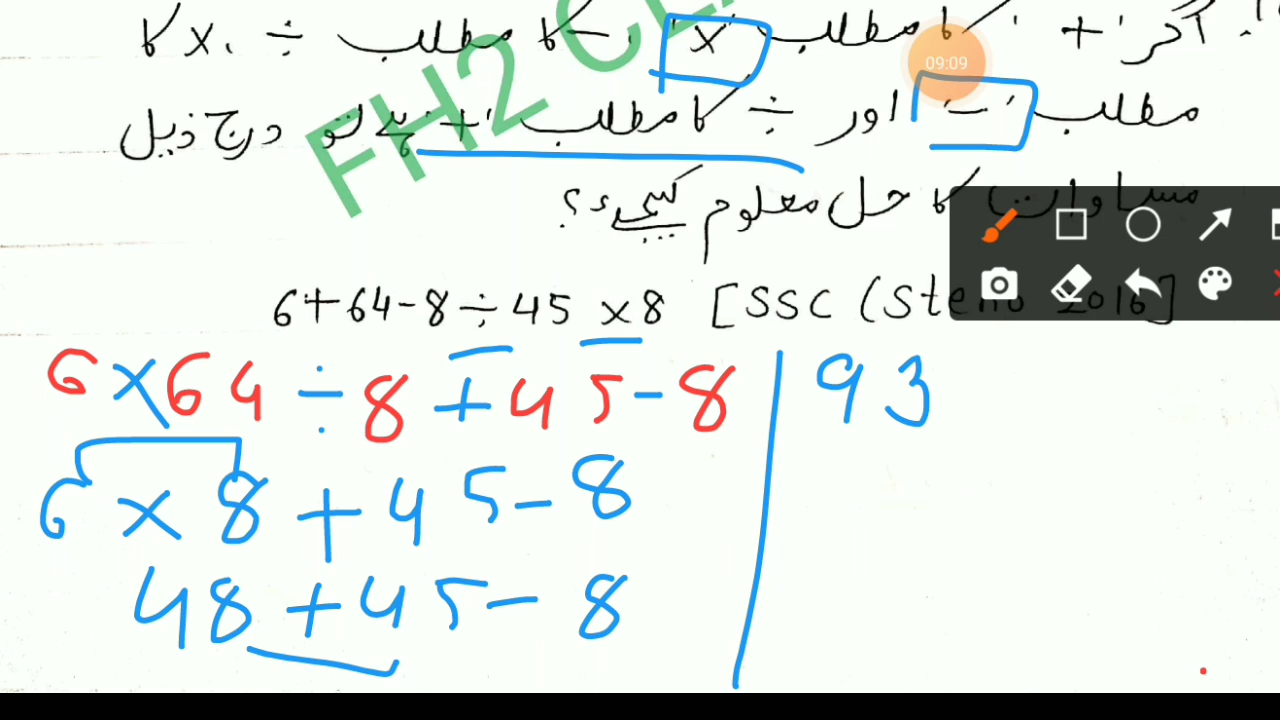 اگر '+' کا مطلب '×' '-' کا مطلب ÷ '×' کا
مطلب '-' اور ÷ کا مطلب '+' ہے تو درج ذیل
مساوات کا حل معلوم کیجیے؟
6+64-8÷45 ×8 [SSC (Steno 2016]
6×64÷8+45-8 | 93
6×8+45-8
48+45-8
FH2
09:09